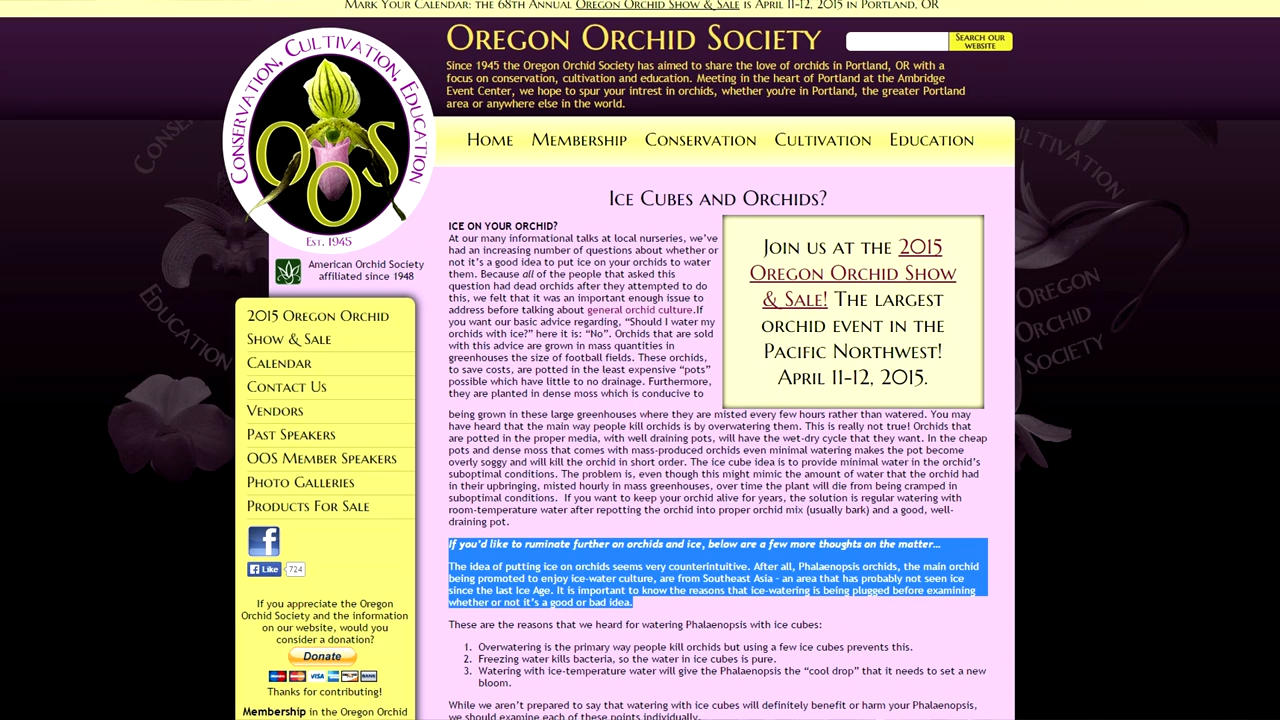 Mark Your Calendar: the 68th Annual Oregon Orchid Show & Sale is April 11-12, 2015 in Portland, OR
Oregon Orchid Society
Search our
website
Since 1945 the Oregon Orchid Society has aimed to share the love of orchids in Portland, OR with a
focus on conservation, cultivation and education. Meeting in the heart of Portland at the Ambridge
Event Center, we hope to spur your intrest in orchids, whether you're in Portland, the greater Portland
area or anywhere else in the world.
Conservation, Cultivation, Education
OOS
Est. 1945
Home Membership Conservation Cultivation Education
American Orchid Society
affiliated since 1948
2015 Oregon Orchid
Show & Sale
Calendar
Contact Us
Vendors
Past Speakers
OOS Member Speakers
Photo Galleries
Products For Sale
Like 724
If you appreciate the Oregon
Orchid Society and the information
on our website, would you
consider a donation?
Donate
VISA
BANK
Thanks for contributing!
Membership in the Oregon Orchid
Ice Cubes and Orchids?
ICE ON YOUR ORCHID?
At our many informational talks at local nurseries, we've
had an increasing number of questions about whether or
not it's a good idea to put ice on your orchids to water
them. Because all of the people that asked this
question had dead orchids after they attempted to do
this, we felt that it was an important enough issue to
address before talking about general orchid culture.If
you want our basic advice regarding, “Should I water my
orchids with ice?” here it is: “No”. Orchids that are sold
with this advice are grown in mass quantities in
greenhouses the size of football fields. These orchids,
to save costs, are potted in the least expensive “pots”
possible which have little to no drainage. Furthermore,
they are planted in dense moss which is conducive to
being grown in these large greenhouses where they are misted every few hours rather than watered. You may
have heard that the main way people kill orchids is by overwatering them. This is really not true! Orchids that
are potted in the proper media, with well draining pots, will have the wet-dry cycle that they want. In the cheap
pots and dense moss that comes with mass-produced orchids even minimal watering makes the pot become
overly soggy and will kill the orchid in short order. The ice cube idea is to provide minimal water in the orchid's
suboptimal conditions. The problem is, even though this might mimic the amount of water that the orchid had
in their upbringing, misted hourly in mass greenhouses, over time the plant will die from being cramped in
suboptimal conditions. If you want to keep your orchid alive for years, the solution is regular watering with
room-temperature water after repotting the orchid into proper orchid mix (usually bark) and a good, well-
draining pot.
Join us at the 2015
Oregon Orchid Show
& Sale! The largest
orchid event in the
Pacific Northwest!
April 11-12, 2015.
If you'd like to ruminate further on orchids and ice, below are a few more thoughts on the matter…
The idea of putting ice on orchids seems very counterintuitive. After all, Phalaenopsis orchids, the main orchid
being promoted to enjoy ice-water culture, are from Southeast Asia – an area that has probably not seen ice
since the last Ice Age. It is important to know the reasons that ice-watering is being plugged before examining
whether or not it's a good or bad idea.
These are the reasons that we heard for watering Phalaenopsis with ice cubes:
1. Overwatering is the primary way people kill orchids but using a few ice cubes prevents this.
2. Freezing water kills bacteria, so the water in ice cubes is pure.
3. Watering with ice-temperature water will give the Phalaenopsis the “cool drop” that it needs to set a new
bloom.
While we aren't prepared to say that watering with ice cubes will definitely benefit or harm your Phalaenopsis,
we should examine each of these points individually.
Education
Cultivation
Oregon
Orchid
Society